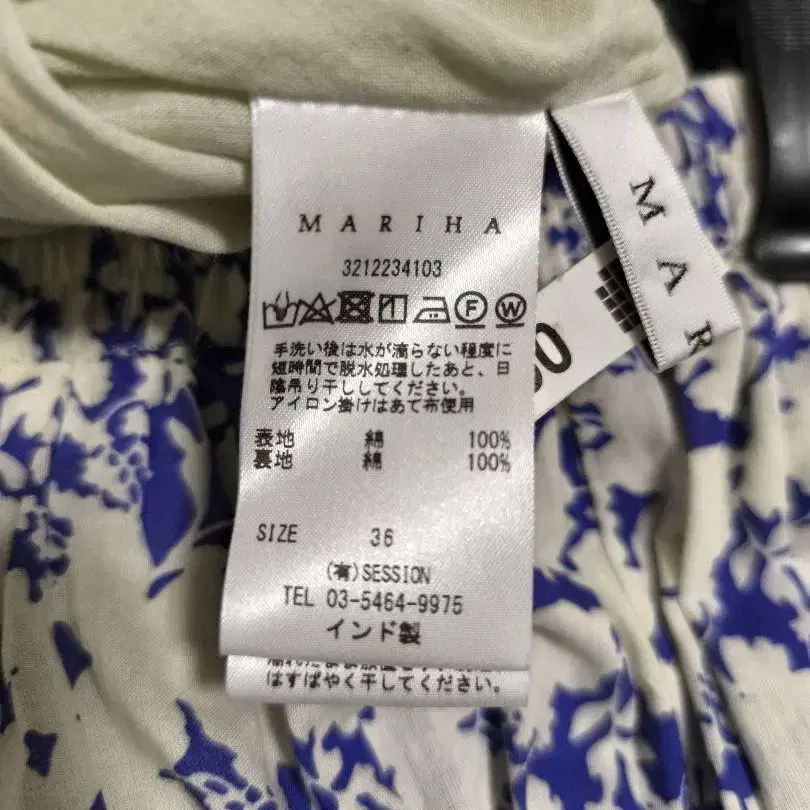 MARIHA
3212234103
F W
手洗い後は水が滴らない程度に
短時間で脱水処理したあと、日
陰吊り干ししてください。
アイロン掛けはあて布使用
表地 綿 100%
裏地 綿 100%
SIZE 36
(有)SESSION
TEL 03-5464-9975
インド製
はすばやく干してください。
MAR